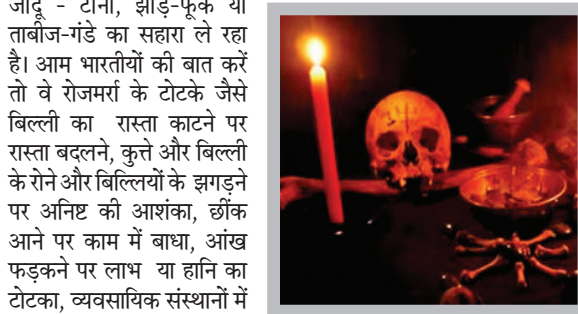 जादू - टोना, झाड़-फूंक या
ताबीज-गंडे का सहारा ले रहा
है। आम भारतीयों की बात करें
तो वे रोजमर्रा के टोटके जैसे
बिल्ली का रास्ता काटने पर
रास्ता बदलने, कुत्ते और बिल्ली
के रोने और बिल्लियों के झगड़ने
पर अनिष्ट की आशंका, छींक
आने पर काम में बाधा, आंख
फड़कने पर लाभ या हानि का
टोटका, व्यवसायिक संस्थानों में